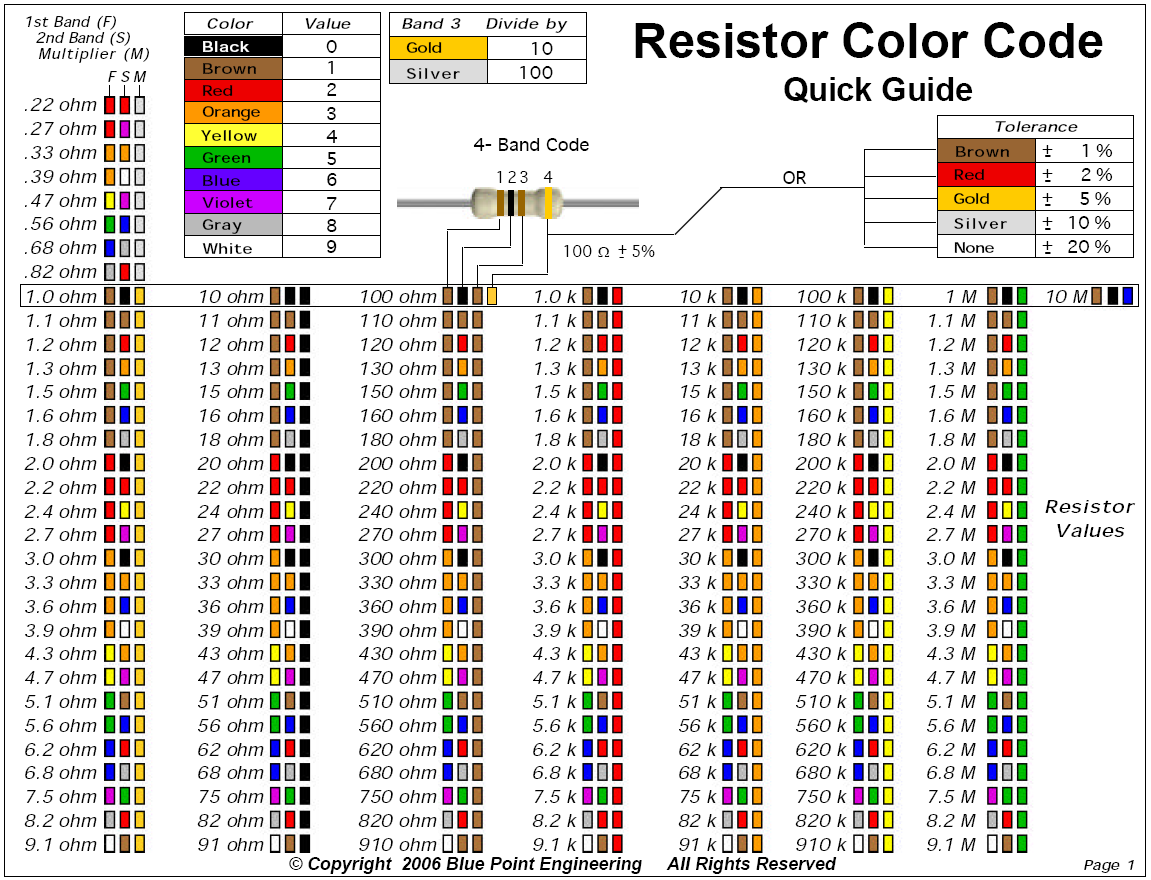 Resistor Color Code
Quick Guide
1st Band (F)
2nd Band (S)
Multiplier (M)
F S M
Color Value
Black 0
Brown 1
Red 2
Orange 3
Yellow 4
Green 5
Blue 6
Violet 7
Gray 8
White 9
Band 3 Divide by
Gold 10
Silver 100
4- Band Code
1 2 3 4
100 Ω ± 5%
OR
Tolerance
Brown ± 1 %
Red ± 2 %
Gold ± 5 %
Silver ± 10 %
None ± 20 %
.22 ohm
.27 ohm
.33 ohm
.39 ohm
.47 ohm
.56 ohm
.68 ohm
.82 ohm
1.0 ohm 10 ohm 100 ohm 1.0 k 10 k 100 k 1 M 10 M
1.1 ohm 11 ohm 110 ohm 1.1 k 11 k 110 k 1.1 M
1.2 ohm 12 ohm 120 ohm 1.2 k 12 k 120 k 1.2 M
1.3 ohm 13 ohm 130 ohm 1.3 k 13 k 130 k 1.3 M
1.5 ohm 15 ohm 150 ohm 1.5 k 15 k 150 k 1.5 M
1.6 ohm 16 ohm 160 ohm 1.6 k 16 k 160 k 1.6 M
1.8 ohm 18 ohm 180 ohm 1.8 k 18 k 180 k 1.8 M
2.0 ohm 20 ohm 200 ohm 2.0 k 20 k 200 k 2.0 M
2.2 ohm 22 ohm 220 ohm 2.2 k 22 k 220 k 2.2 M
2.4 ohm 24 ohm 240 ohm 2.4 k 24 k 240 k 2.4 M
2.7 ohm 27 ohm 270 ohm 2.7 k 27 k 270 k 2.7 M
3.0 ohm 30 ohm 300 ohm 3.0 k 30 k 300 k 3.0 M
3.3 ohm 33 ohm 330 ohm 3.3 k 33 k 330 k 3.3 M
3.6 ohm 36 ohm 360 ohm 3.6 k 36 k 360 k 3.6 M
3.9 ohm 39 ohm 390 ohm 3.9 k 39 k 390 k 3.9 M
4.3 ohm 43 ohm 430 ohm 4.3 k 43 k 430 k 4.3 M
4.7 ohm 47 ohm 470 ohm 4.7 k 47 k 470 k 4.7 M
5.1 ohm 51 ohm 510 ohm 5.1 k 51 k 510 k 5.1 M
5.6 ohm 56 ohm 560 ohm 5.6 k 56 k 560 k 5.6 M
6.2 ohm 62 ohm 620 ohm 6.2 k 62 k 620 k 6.2 M
6.8 ohm 68 ohm 680 ohm 6.8 k 68 k 680 k 6.8 M
7.5 ohm 75 ohm 750 ohm 7.5 k 75 k 750 k 7.5 M
8.2 ohm 82 ohm 820 ohm 8.2 k 82 k 820 k 8.2 M
9.1 ohm 91 ohm 910 ohm 9.1 k 91 k 910 k 9.1 M
Resistor
Values
© Copyright 2006 Blue Point Engineering All Rights Reserved
Page 1